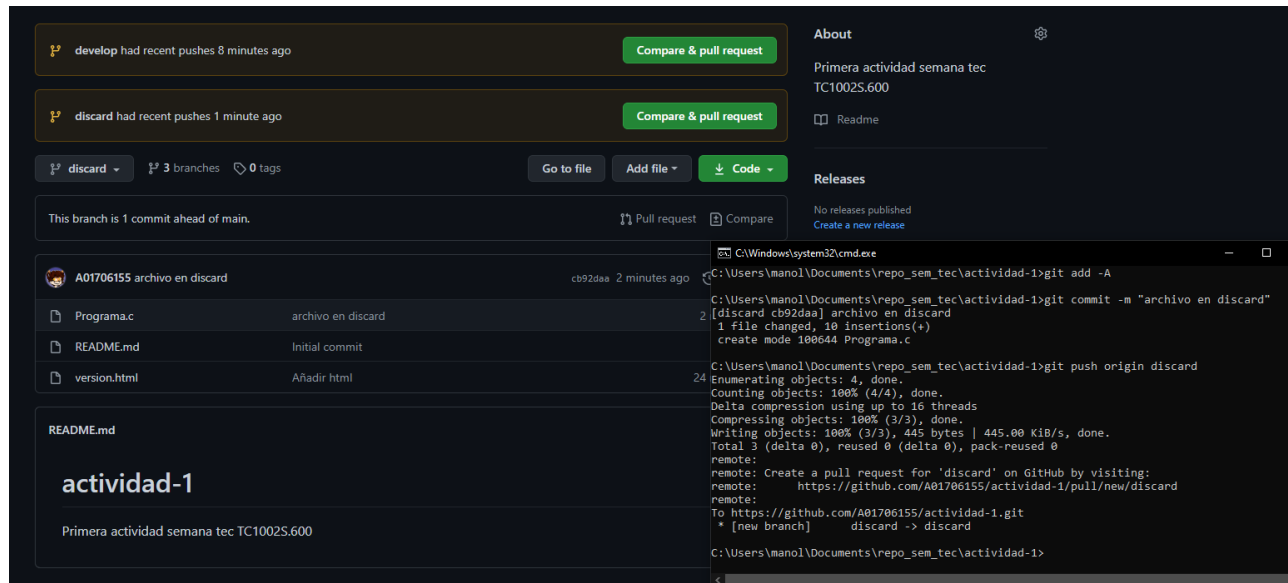 develop had recent pushes 8 minutes ago
Compare & pull request
discard had recent pushes 1 minute ago
Compare & pull request
discard
3 branches
0 tags
Go to file
Add file
Code
This branch is 1 commit ahead of main.
Pull request
Compare
A01706155 archivo en discard
cb92daa 2 minutes ago
Programa.c
archivo en discard
2
README.md
Initial commit
version.html
Añadir html
24
README.md
actividad-1
Primera actividad semana tec TC1002S.600
About
Primera actividad semana tec
TC1002S.600
Readme
Releases
No releases published
Create a new release
C:\Windows\system32\cmd.exe
C:\Users\manol\Documents\repo_sem_tec\actividad-1>git add -A
C:\Users\manol\Documents\repo_sem_tec\actividad-1>git commit -m "archivo en discard"
[discard cb92daa] archivo en discard
1 file changed, 10 insertions(+)
create mode 100644 Programa.c
C:\Users\manol\Documents\repo_sem_tec\actividad-1>git push origin discard
Enumerating objects: 4, done.
Counting objects: 100% (4/4), done.
Delta compression using up to 16 threads
Compressing objects: 100% (3/3), done.
Writing objects: 100% (3/3), 445 bytes | 445.00 KiB/s, done.
Total 3 (delta 0), reused 0 (delta 0), pack-reused 0
remote:
remote: Create a pull request for 'discard' on GitHub by visiting:
remote:      https://github.com/A01706155/actividad-1/pull/new/discard
remote:
To https://github.com/A01706155/actividad-1.git
* [new branch]      discard -> discard
C:\Users\manol\Documents\repo_sem_tec\actividad-1>